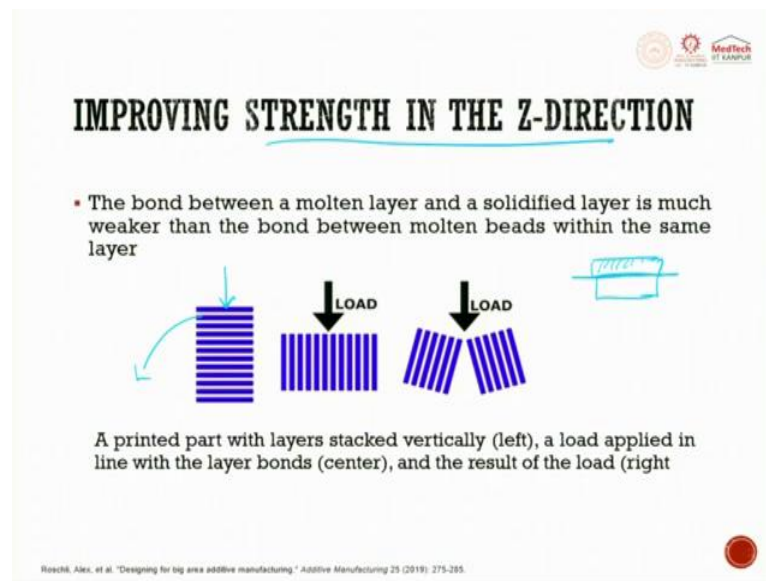 MedTech
IIT KANPUR
IMPROVING STRENGTH IN THE Z-DIRECTION
▪ The bond between a molten layer and a solidified layer is much
weaker than the bond between molten beads within the same
layer
LOAD
LOAD
A printed part with layers stacked vertically (left), a load applied in
line with the layer bonds (center), and the result of the load (right
Roschli, Alex, et al. "Designing for big area additive manufacturing." Additive Manufacturing 25 (2019): 275-285.